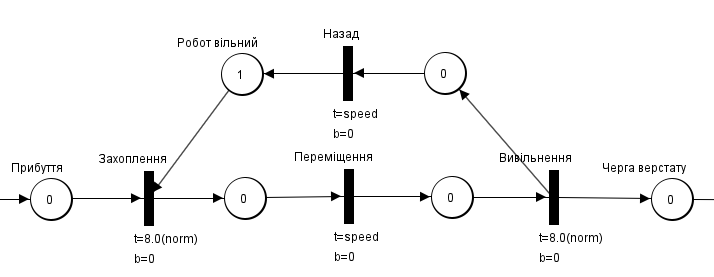 Назад
Робот вільний
1
0
t=speed
b=0
Прибуття
Захоплення
Переміщення
Вивільнення
Черга верстату
0
0
0
0
t=8.0(norm)
b=0
t=speed
b=0
t=8.0(norm)
b=0